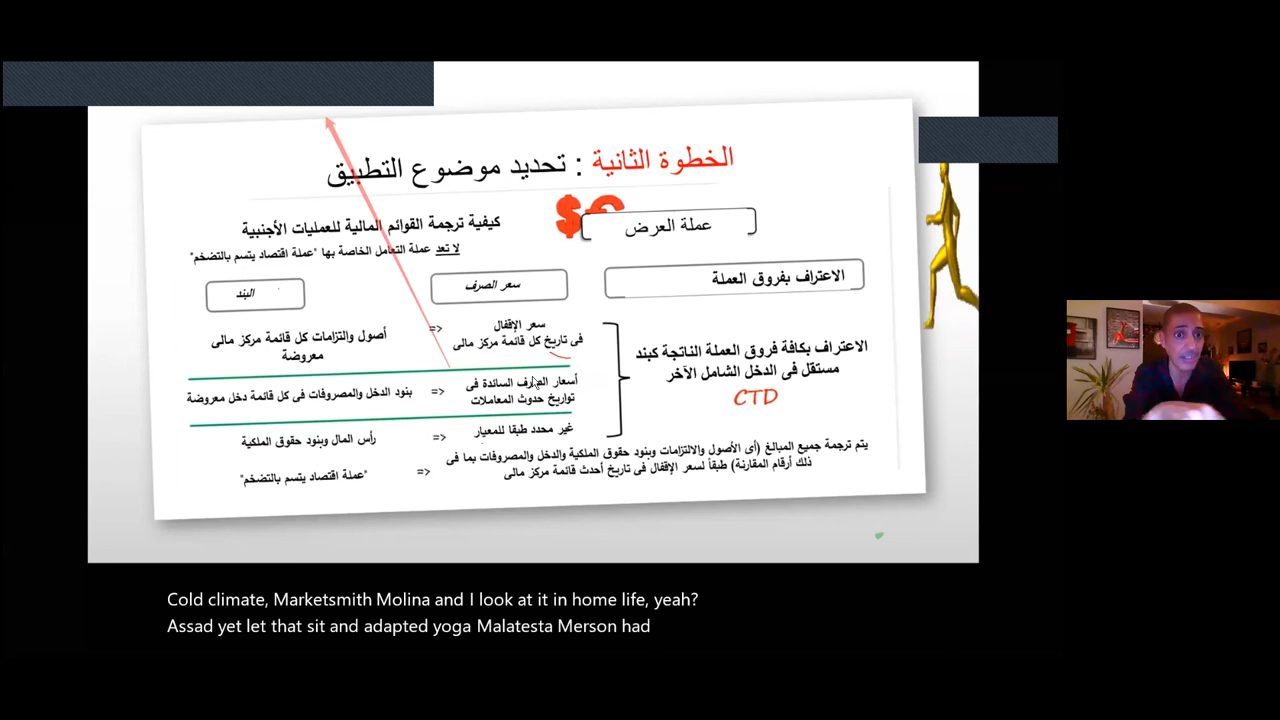 الخطوة الثانية : تحديد موضوع التطبيق
$€
عملة العرض
كيفية ترجمة القوائم المالية للعمليات الأجنبية
لا تعد عملة التعامل الخاصة بها "عملة اقتصاد يتسم بالتضخم"
الاعتراف بفروق العملة
سعر الصرف
البند
سعر الإقفال
فى تاريخ كل قائمة مركز مالى
<=
أصول والتزامات كل قائمة مركز مالى
معروضة
الاعتراف بكافة فروق العملة الناتجة كبند
مستقل فى الدخل الشامل الآخر
CTD
أسعار الصرف السائدة فى
تواريخ حدوث المعاملات
<=
بنود الدخل والمصروفات فى كل قائمة دخل معروضة
غير محدد طبقا للمعيار
<=
رأس المال وبنود حقوق الملكية
يتم ترجمة جميع المبالغ (أى الأصول والالتزامات وبنود حقوق الملكية والدخل والمصروفات بما فى
ذلك أرقام المقارنة) طبقاً لسعر الإقفال فى تاريخ أحدث قائمة مركز مالى
<=
"عملة اقتصاد يتسم بالتضخم"
Cold climate, Marketsmith Molina and I look at it in home life, yeah?
Assad yet let that sit and adapted yoga Malatesta Merson had